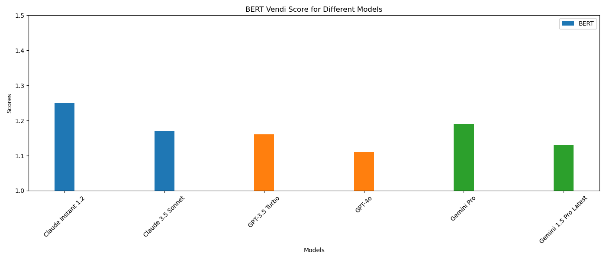 BERT Vendi Score for Different Models
BERT
Scores
1.5
1.4
1.3
1.2
1.1
1.0
Claude Instant 1.2
Claude 3.5 Sonnet
GPT-3.5 Turbo
GPT-4o
Gemini Pro
Gemini 1.5 Pro Latest
Models